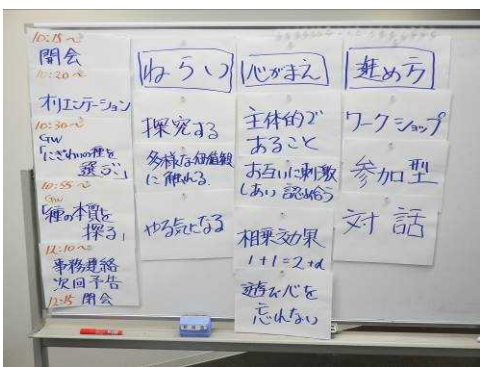 10:15~
開会
10:20~
オリエンテーション
10:30~
GW
「にぎわいの種を
選ぶ」
10:55~
GW
「種の本質を
探る」
12:10~
事務連絡
次回予告
12:15 閉会
ねらい
探究する
多様な価値観
に触れる
やる気になる
心がまえ
主体的で
あること
お互いに刺激
しあい 認め合う
相乗効果
1+1=2+α
遊び心を
忘れない
進め方
ワークショップ
参加型
対話